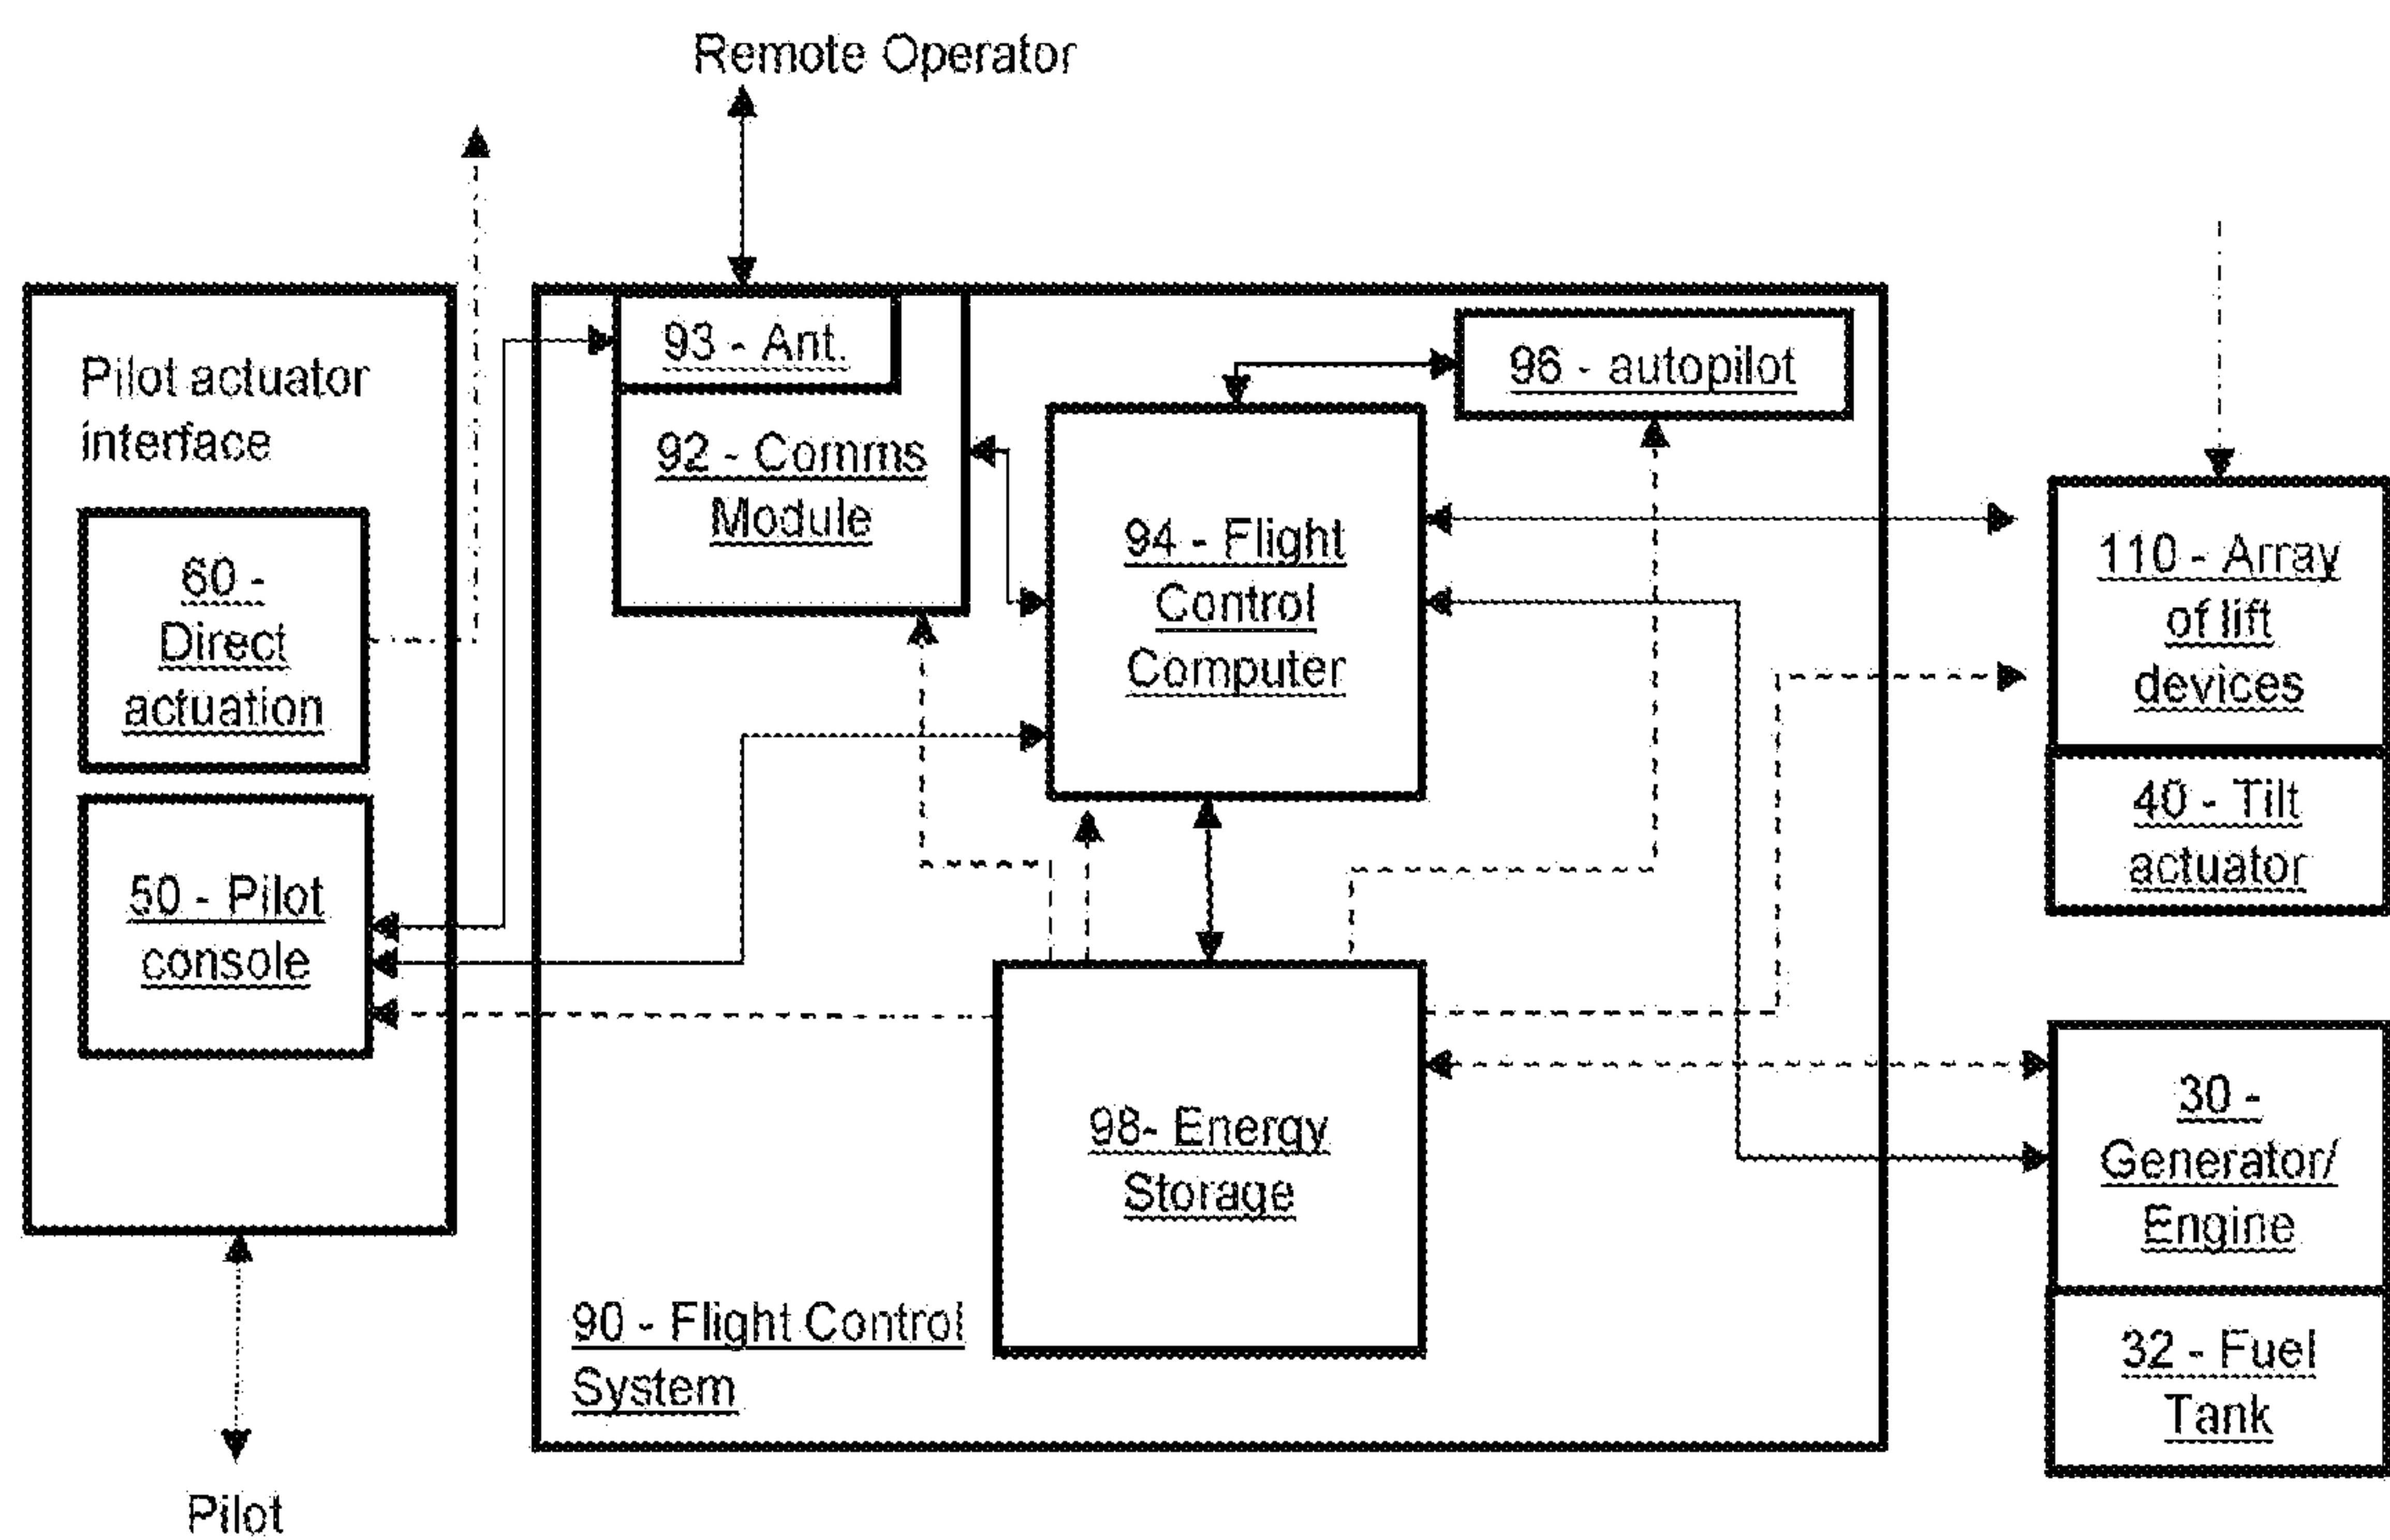 Remote Operator
Pilot actuator
interface
60 -
Direct
actuation
50 - Pilot
console
Pilot
93 - Ant.
92 - Comms
Module
94 - Flight
Control
Computer
96 - autopilot
98- Energy
Storage
90 - Flight Control
System
110 - Array
of lift
devices
40 - Tilt
actuator
30 -
Generator/
Engine
32 - Fuel
Tank